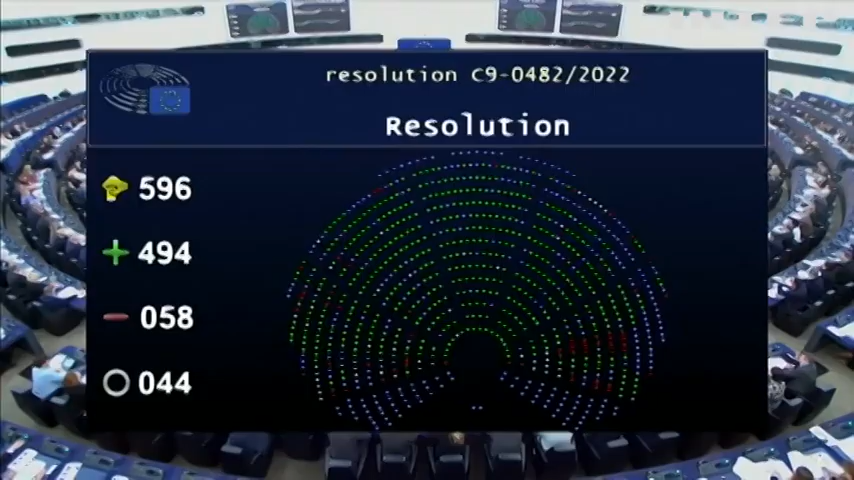 resolution C9-0482/2022
Resolution
596
+ 494
- 058
044